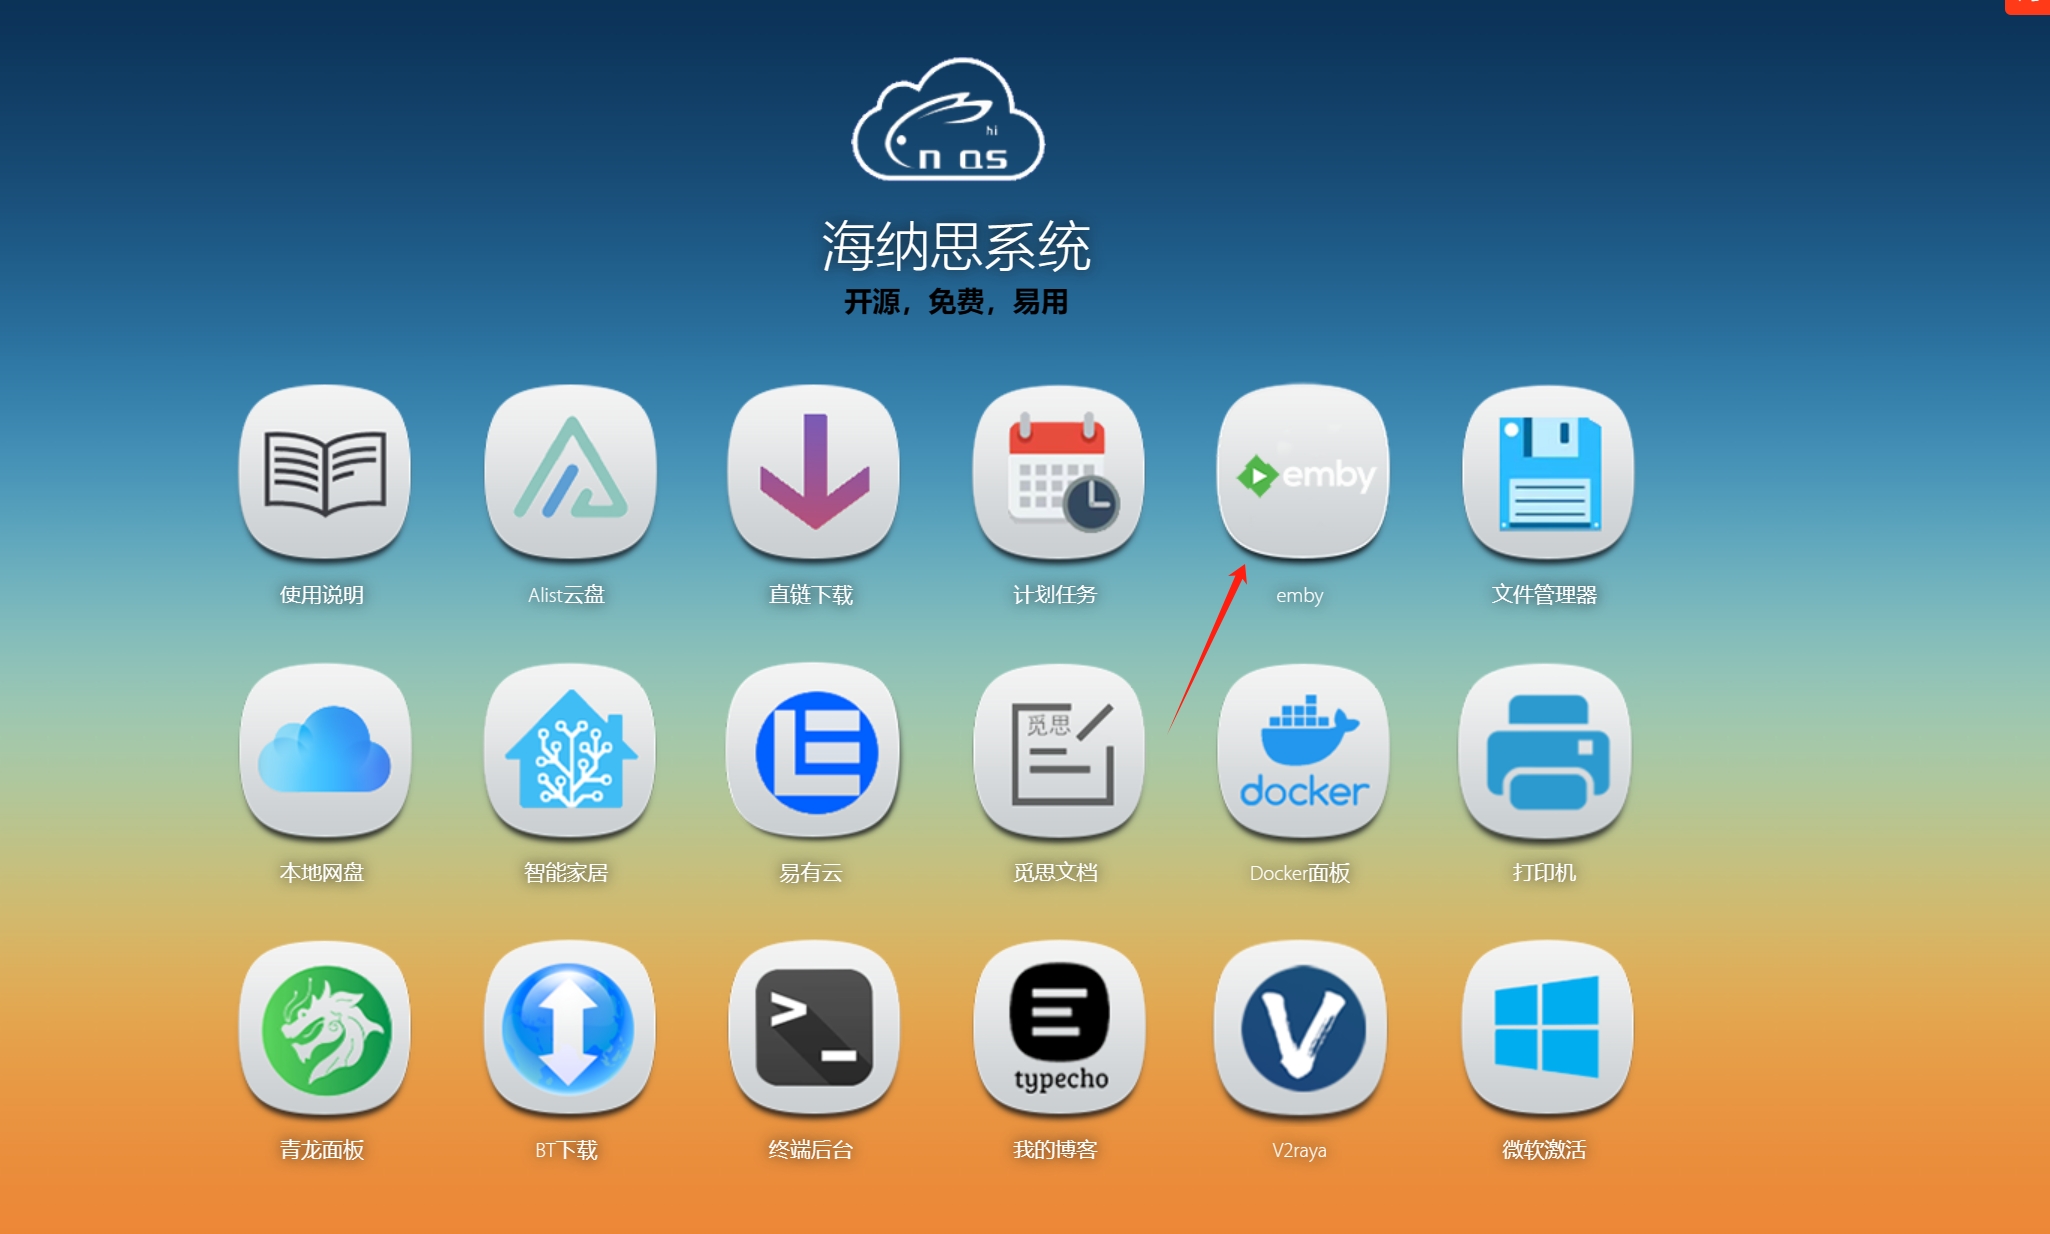 hi
nas
海纳思系统
开源，免费，易用
emby
使用说明
Alist云盘
直链下载
计划任务
emby
文件管理器
觅思
docker
本地网盘
智能家居
易有云
觅思文档
Docker面板
打印机
typecho
青龙面板
BT下载
终端后台
我的博客
V2raya
微软激活